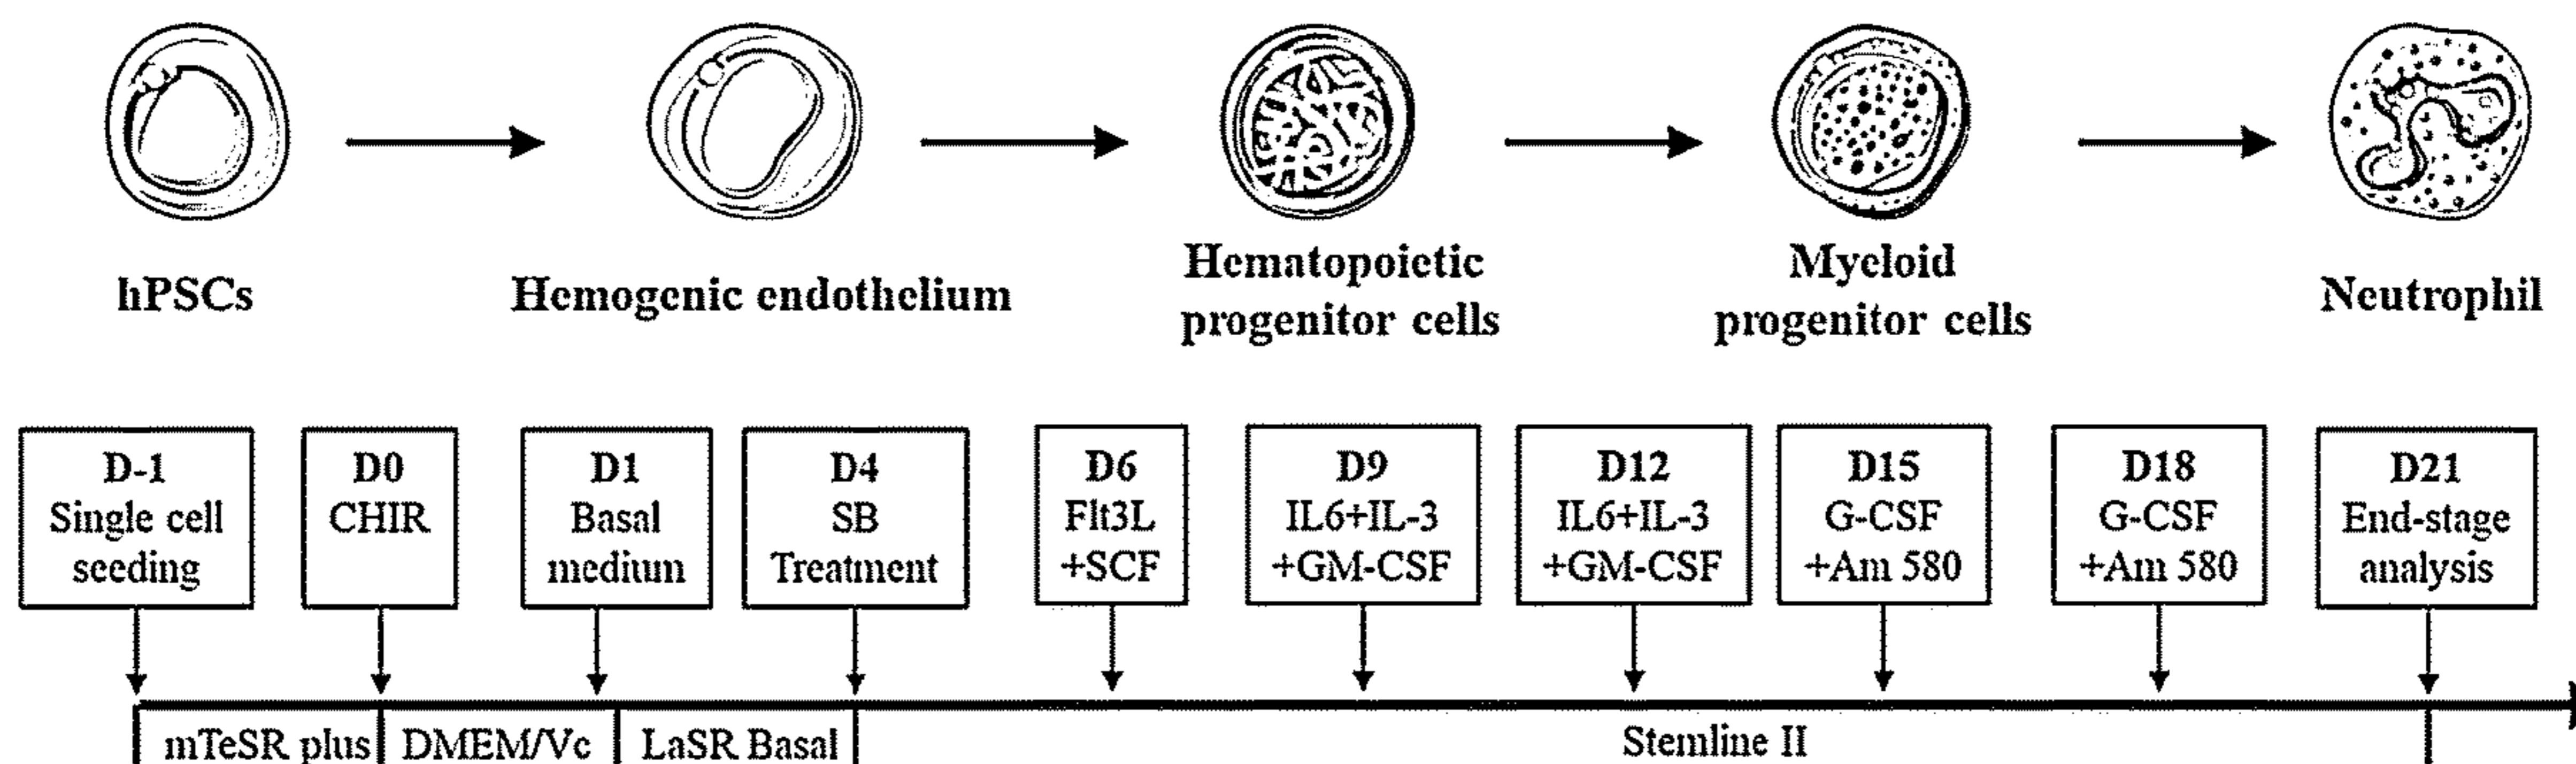 hPSCs
Hemogenic endothelium
Hematopoietic
progenitor cells
Myeloid
progenitor cells
Neutrophil
D-1
Single cell
seeding
D0
CHIR
D1
Basal
medium
D4
SB
Treatment
D6
Flt3L
+SCF
D9
IL6+IL-3
+GM-CSF
D12
IL6+IL-3
+GM-CSF
D15
G-CSF
+Am 580
D18
G-CSF
+Am 580
D21
End-stage
analysis
mTeSR plus
DMEM/Vc
LaSR Basal
Stemline II